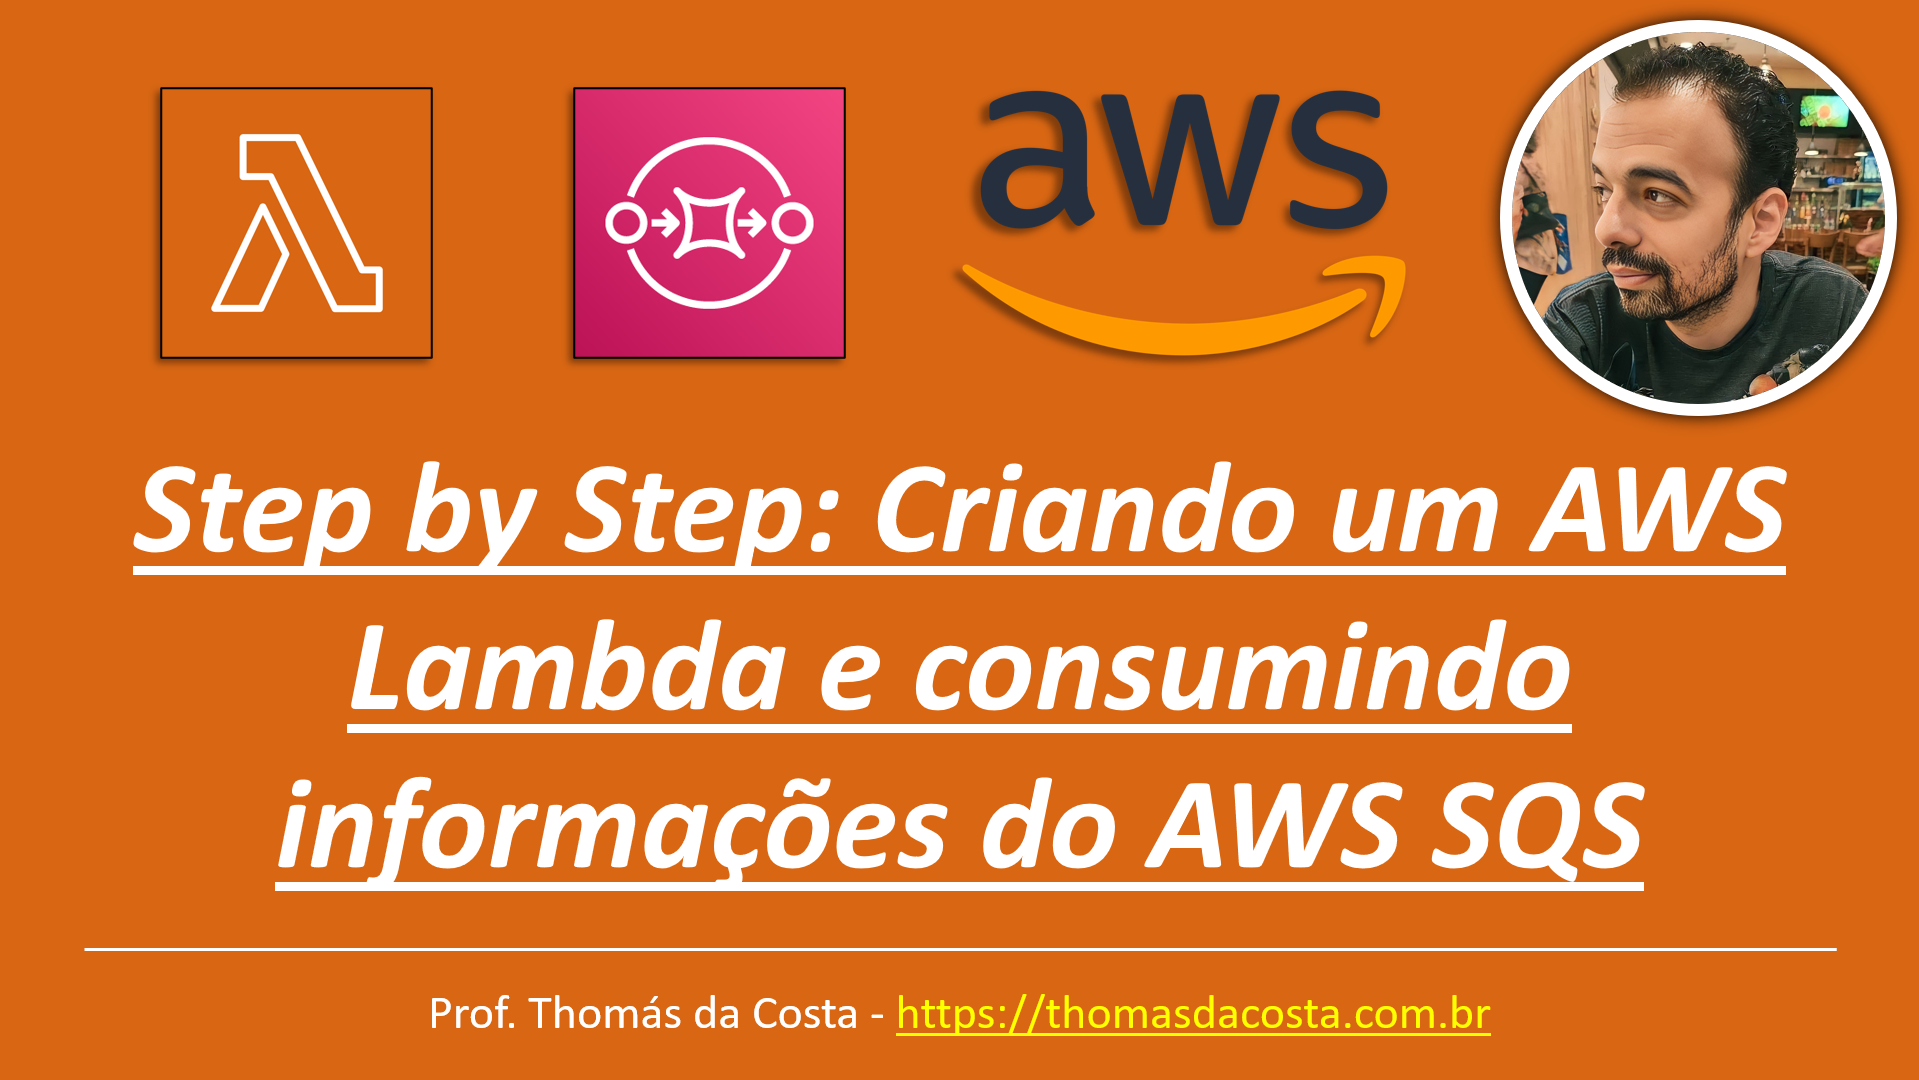 aws
Step by Step: Criando um AWS
Lambda e consumindo
informações do AWS SQS
Prof. Thomás da Costa - https://thomasdacosta.com.br